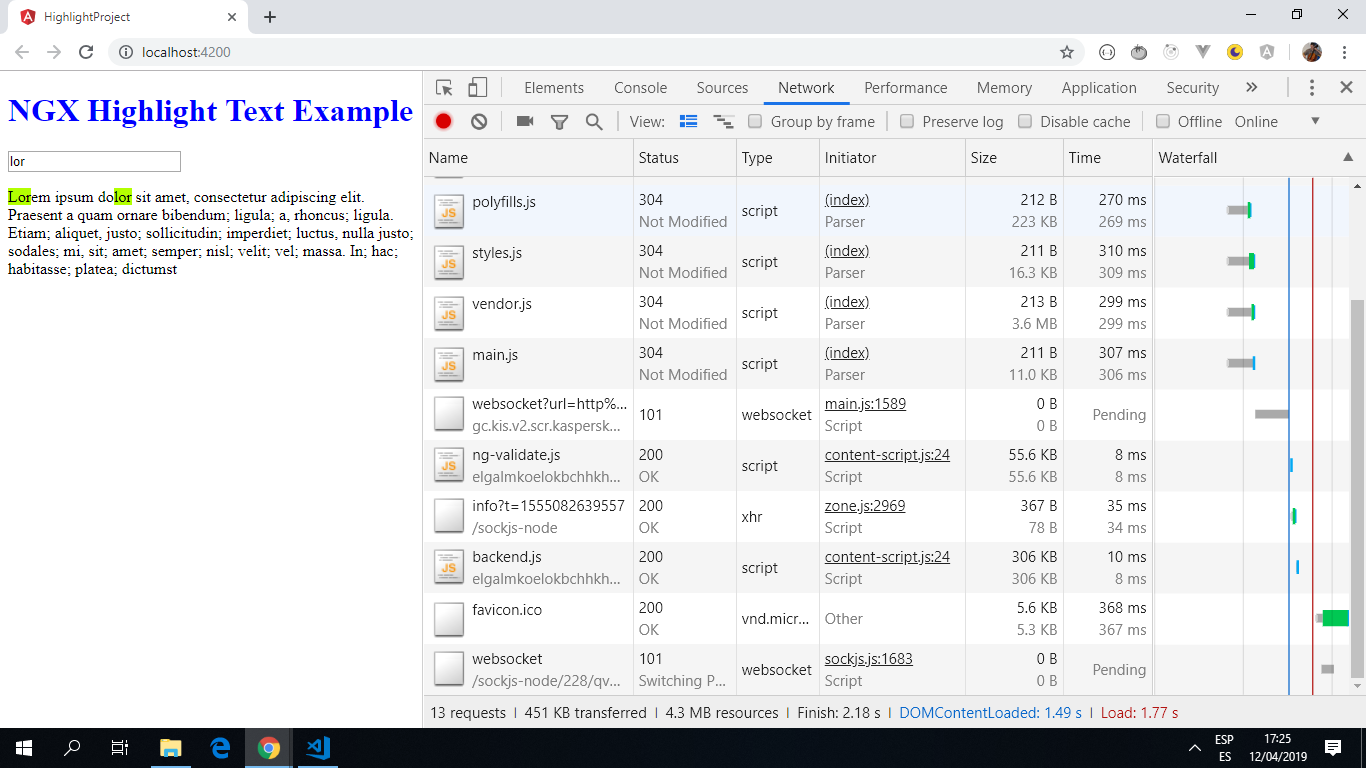 HighlightProject
localhost:4200
NGX Highlight Text Example
lor
Lorem ipsum dolor sit amet, consectetur adipiscing elit.
Praesent a quam ornare bibendum; ligula; a, rhoncus; ligula.
Etiam; aliquet, justo; sollicitudin; imperdiet; luctus, nulla justo;
sodales; mi, sit; amet; semper; nisl; velit; vel; massa. In; hac;
habitasse; platea; dictumst
Elements Console Sources Network Performance Memory Application Security
View: Group by frame Preserve log Disable cache Offline Online
Name Status Type Initiator Size Time Waterfall
polyfills.js 304 Not Modified script (index) Parser 212 B 223 KB 270 ms 269 ms
styles.js 304 Not Modified script (index) Parser 211 B 16.3 KB 310 ms 309 ms
vendor.js 304 Not Modified script (index) Parser 213 B 3.6 MB 299 ms 299 ms
main.js 304 Not Modified script (index) Parser 211 B 11.0 KB 307 ms 306 ms
websocket?url=http%... gc.kis.v2.scr.kaspersk... 101 websocket main.js:1589 Script 0 B 0 B Pending
ng-validate.js elgalmkoelokbchhkh... 200 OK script content-script.js:24 Script 55.6 KB 55.6 KB 8 ms 8 ms
info?t=1555082639557 /sockjs-node 200 OK xhr zone.js:2969 Script 367 B 78 B 35 ms 34 ms
backend.js elgalmkoelokbchhkh... 200 OK script content-script.js:24 Script 306 KB 306 KB 10 ms 8 ms
favicon.ico 200 OK vnd.micr... Other 5.6 KB 5.3 KB 368 ms 367 ms
websocket /sockjs-node/228/qv... 101 Switching P... websocket sockjs.js:1683 Script 0 B 0 B Pending
13 requests | 451 KB transferred | 4.3 MB resources | Finish: 2.18 s | DOMContentLoaded: 1.49 s | Load: 1.77 s
ESP 17:25
ES 12/04/2019